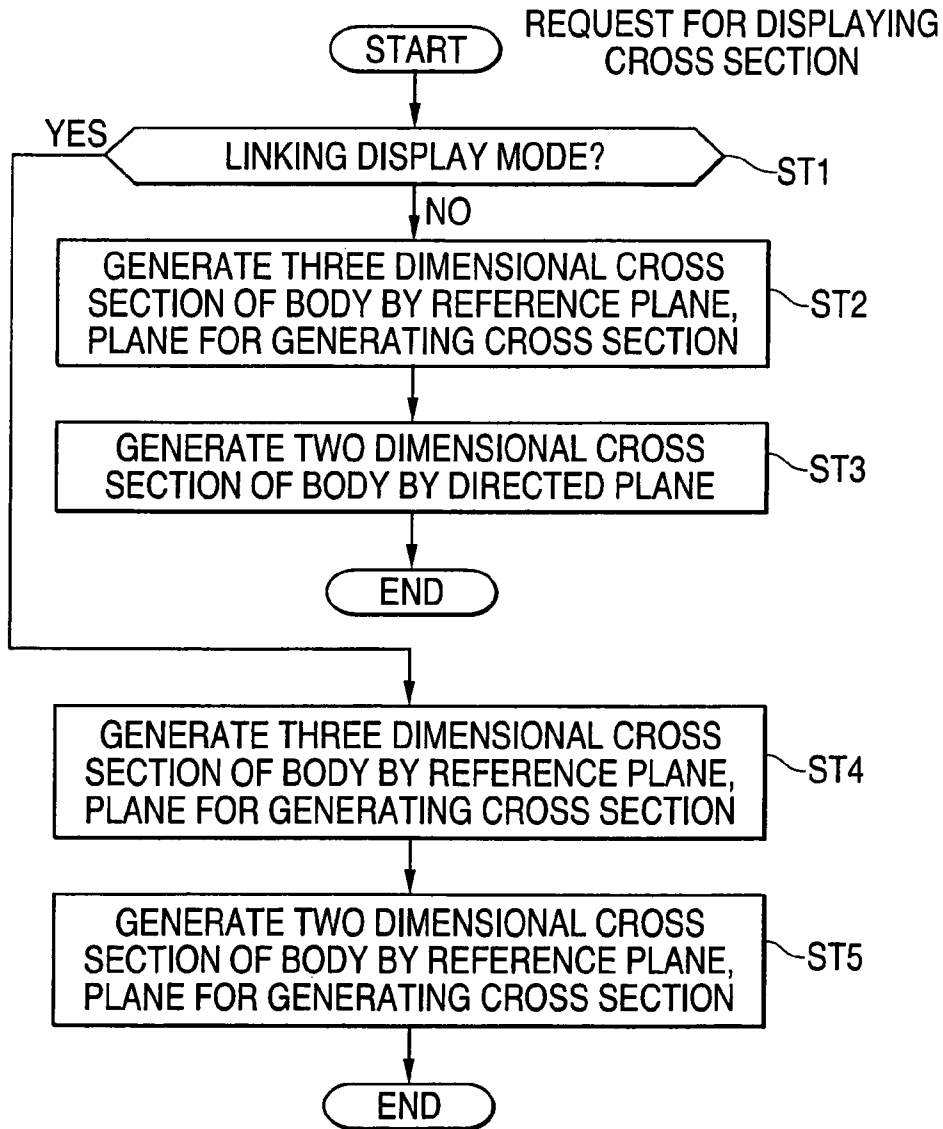 REQUEST FOR DISPLAYING
CROSS SECTION
START
YES
LINKING DISPLAY MODE?
ST1
NO
GENERATE THREE DIMENSIONAL CROSS
SECTION OF BODY BY REFERENCE PLANE,
PLANE FOR GENERATING CROSS SECTION
ST2
GENERATE TWO DIMENSIONAL CROSS
SECTION OF BODY BY DIRECTED PLANE
ST3
END
GENERATE THREE DIMENSIONAL CROSS
SECTION OF BODY BY REFERENCE PLANE,
PLANE FOR GENERATING CROSS SECTION
ST4
GENERATE TWO DIMENSIONAL CROSS
SECTION OF BODY BY REFERENCE PLANE,
PLANE FOR GENERATING CROSS SECTION
ST5
END